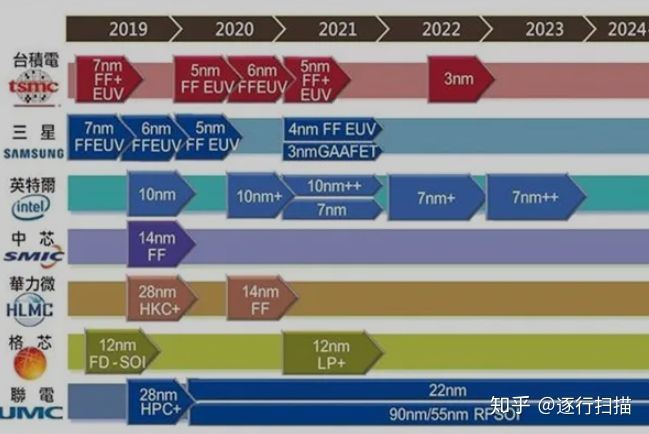 2019 2020 2021 2022 2023 2024
台積電
tsmc
7nm
FF+
EUV
5nm
FF EUV
6nm
FFEUV
5nm
FF+
EUV
3nm
三星
SAMSUNG
7nm
FFEUV
6nm
FFEUV
5nm
FF EUV
4nm FF EUV
3nmGAAFET
英特爾
intel
10nm
10nm+
10nm++
7nm
7nm+
7nm++
中芯
SMIC
14nm
FF
華力微
HLMC
28nm
HKC+
14nm
FF
格芯
12nm
FD-SOI
12nm
LP+
聯電
UMC
28nm
HPC+
22nm
90nm/55nm RFSOI
知乎 @逐行扫描